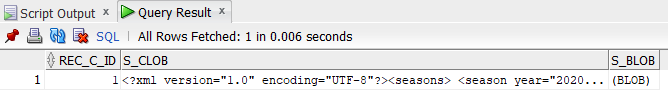 Script Output × Query Result ×
SQL | All Rows Fetched: 1 in 0.006 seconds
REC_C_ID S_CLOB S_BLOB
1 1 <?xml version="1.0" encoding="UTF-8"?><seasons> <season year="2020... (BLOB)